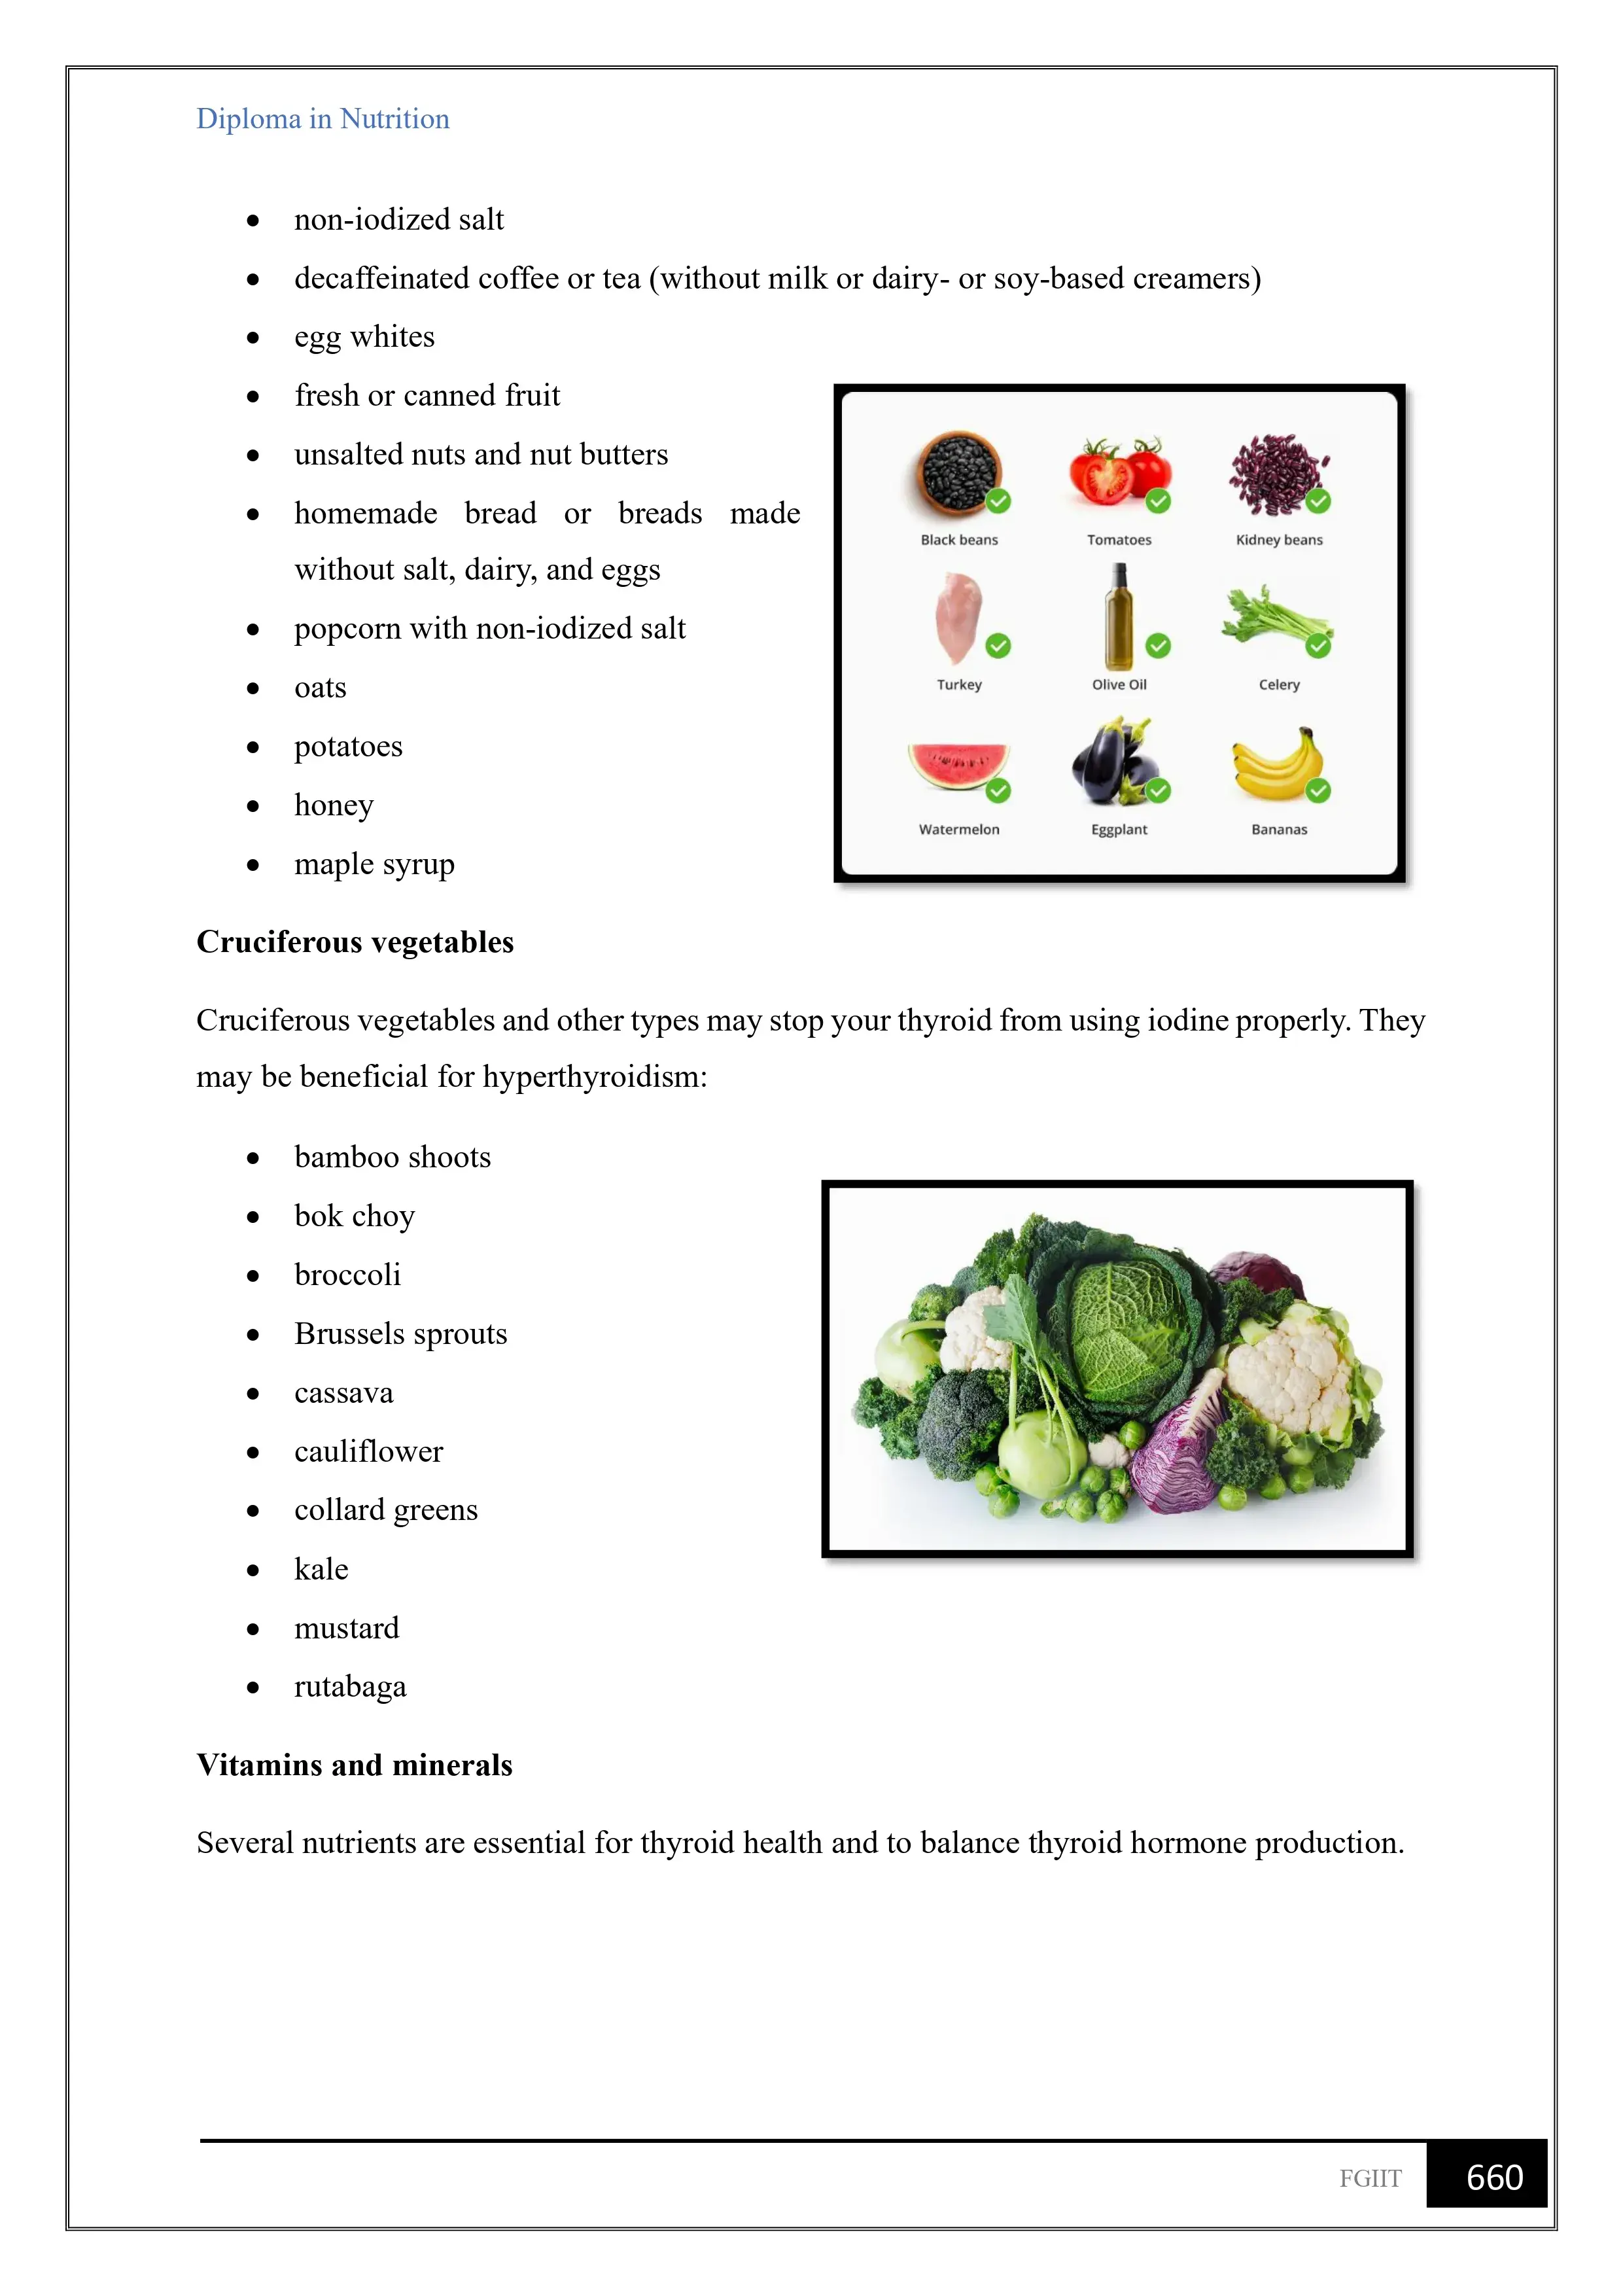 Diploma in Nutrition
• non-iodized salt
• decaffeinated coffee or tea (without milk or dairy- or soy-based creamers)
• egg whites
• fresh or canned fruit
• unsalted nuts and nut butters
• homemade bread or breads made
without salt, dairy, and eggs
• popcorn with non-iodized salt
• oats
• potatoes
• honey
• maple syrup
Black beans Tomatoes Kidney beans
Turkey Olive Oil Celery
Watermelon Eggplant Bananas
Cruciferous vegetables
Cruciferous vegetables and other types may stop your thyroid from using iodine properly. They
may be beneficial for hyperthyroidism:
• bamboo shoots
• bok choy
• broccoli
• Brussels sprouts
• cassava
• cauliflower
• collard greens
• kale
• mustard
• rutabaga
Vitamins and minerals
Several nutrients are essential for thyroid health and to balance thyroid hormone production.
FGIIT 660